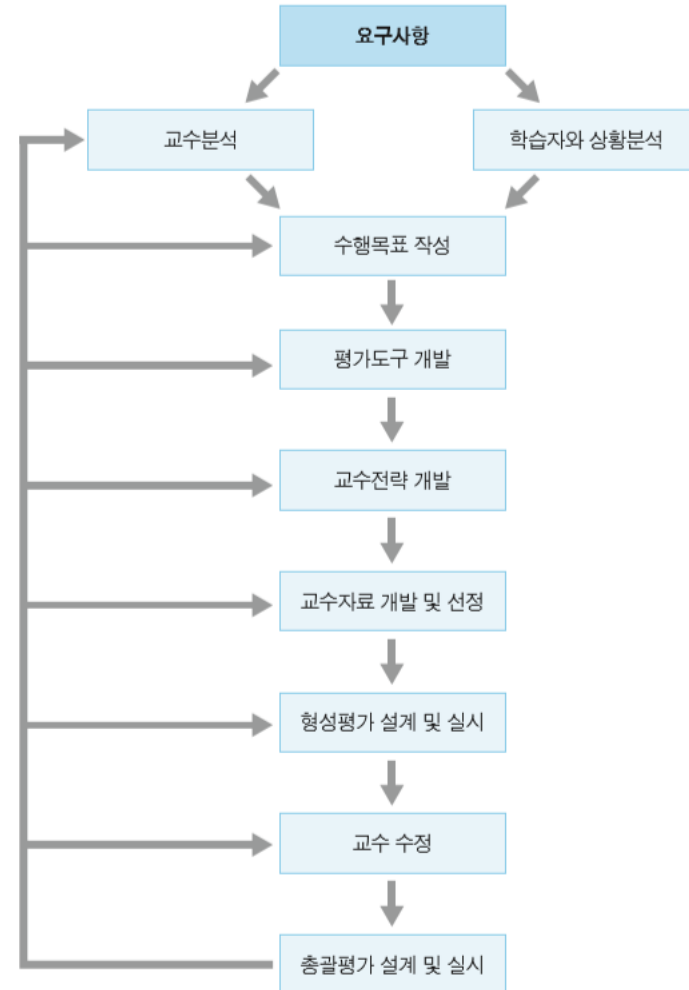 요구사항
교수분석
학습자와 상황분석
수행목표 작성
평가도구 개발
교수전략 개발
교수자료 개발 및 선정
형성평가 설계 및 실시
교수 수정
총괄평가 설계 및 실시